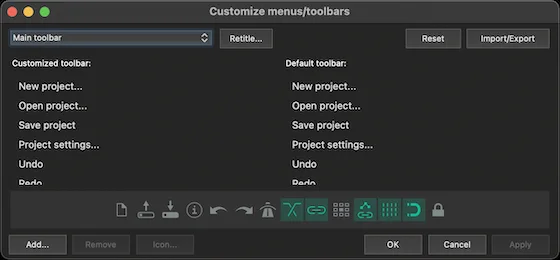 Customize menus/toolbars
Main toolbar Retitle... Reset Import/Export
Customized toolbar: Default toolbar:
New project... New project...
Open project... Open project...
Save project Save project
Project settings... Project settings...
Undo Undo
Redo Redo
Add... Remove Icon... OK Cancel Apply